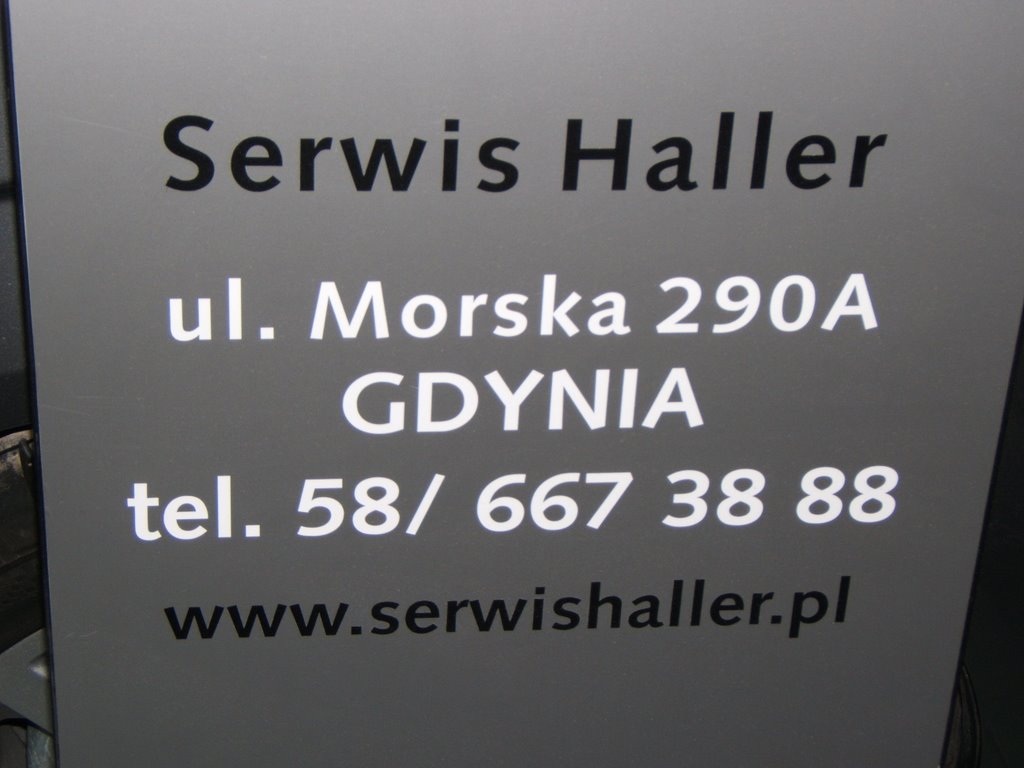 Serwis Haller
ul. Morska 290A
GDYNIA
tel. 58/ 667 38 88
www.serwishaller.pl